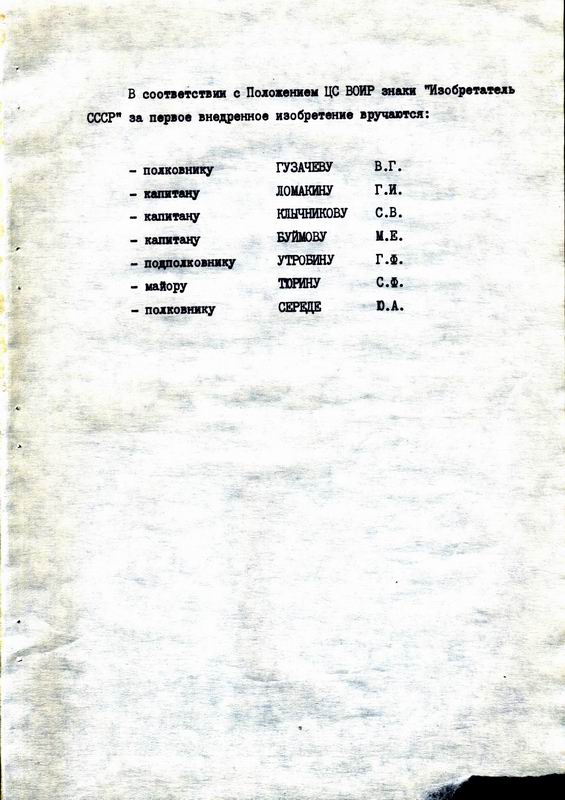 В соответствии с Положением ЦС ВОИР знаки "Изобретатель
СССР" за первое внедренное изобретение вручаются:
- полковнику ГУЗАЧЕВУ В.Г.
- капитану ЛОМАКИНУ Г.И.
- капитану КЛЫЧНИКОВУ С.В.
- капитану БУЙМОВУ М.Е.
- подполковнику УТРОБИНУ Г.Ф.
- майору ТЮРИНУ С.Ф.
- полковнику СЕРЕДЕ Ю.А.